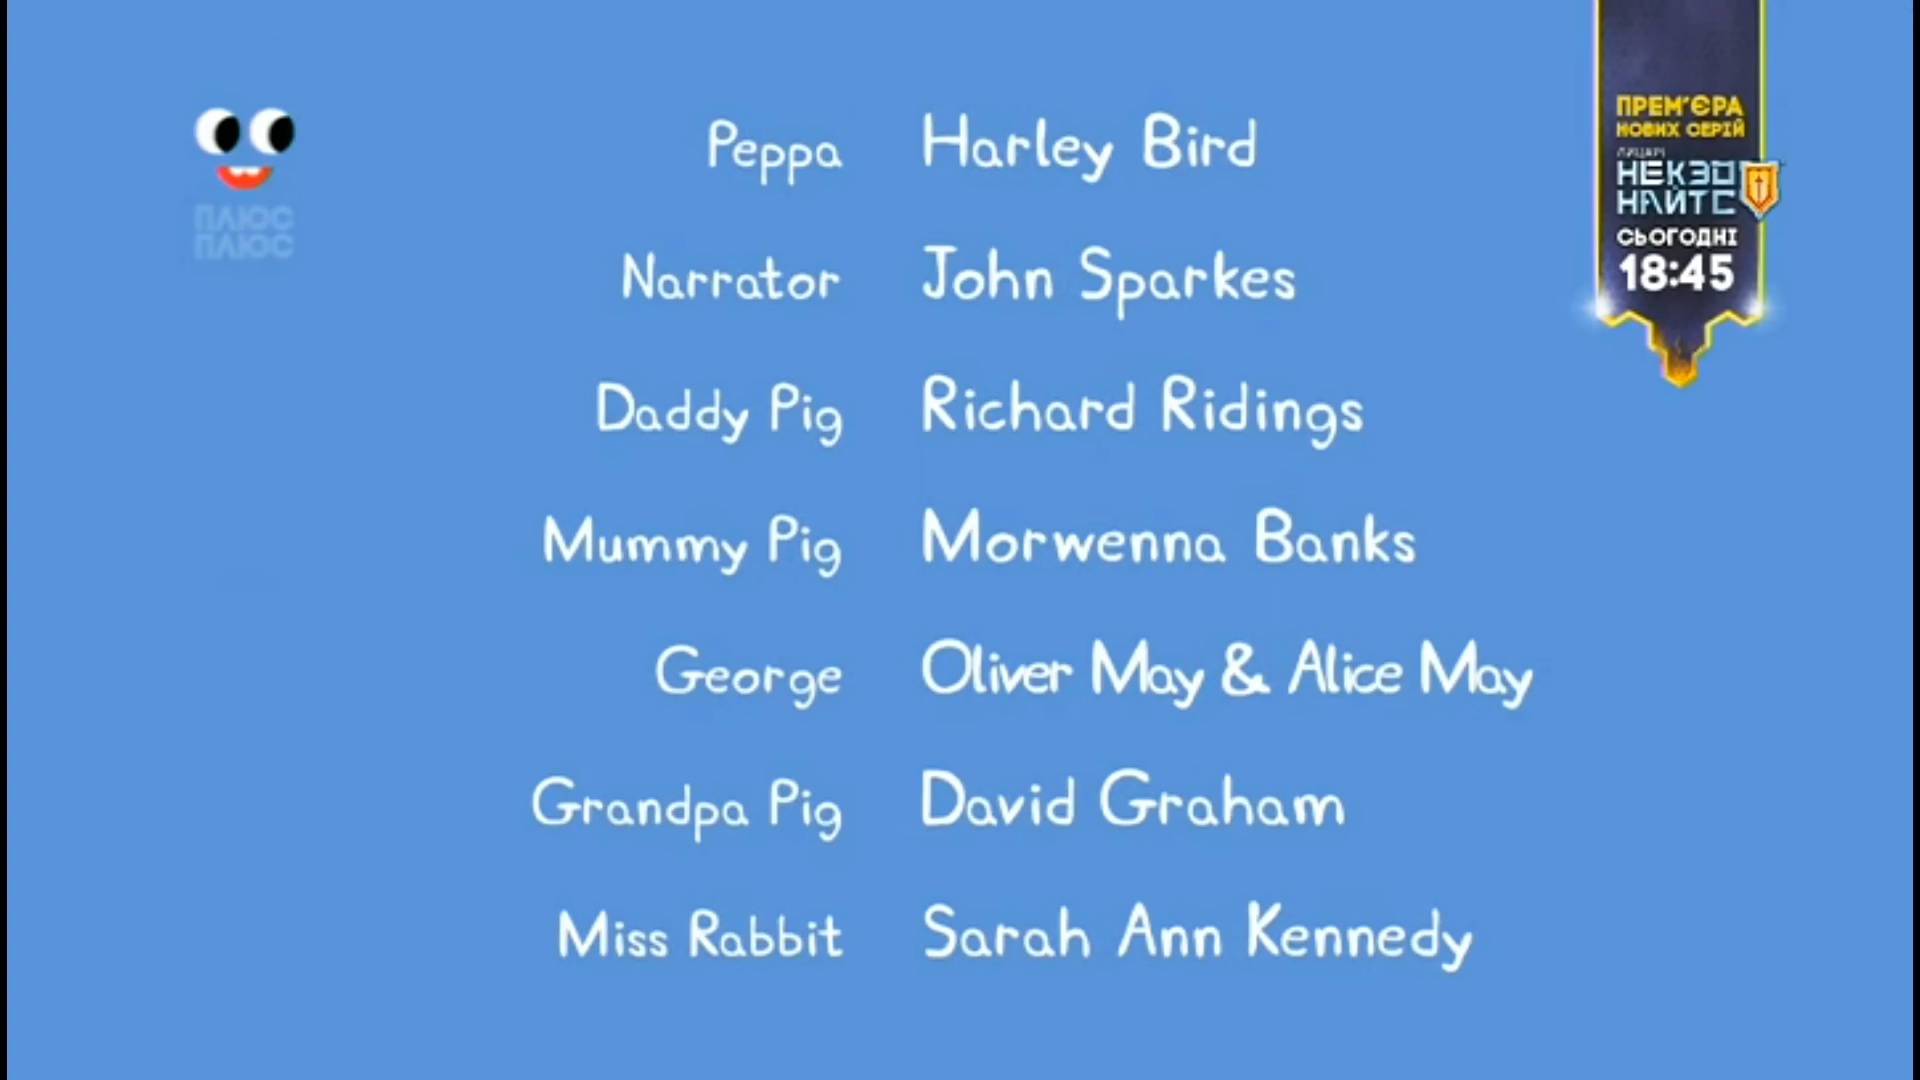 ПЛЮС
ПЛЮС
Peppa Harley Bird
Narrator John Sparkes
Daddy Pig Richard Ridings
Mummy Pig Morwenna Banks
George Oliver May & Alice May
Grandpa Pig David Graham
Miss Rabbit Sarah Ann Kennedy
ПРЕМ'ЄРА
НОВИХ СЕРІЙ
ЛИЦАРІ
НЕКЗО
НАЙТС
СЬОГОДНІ
18:45